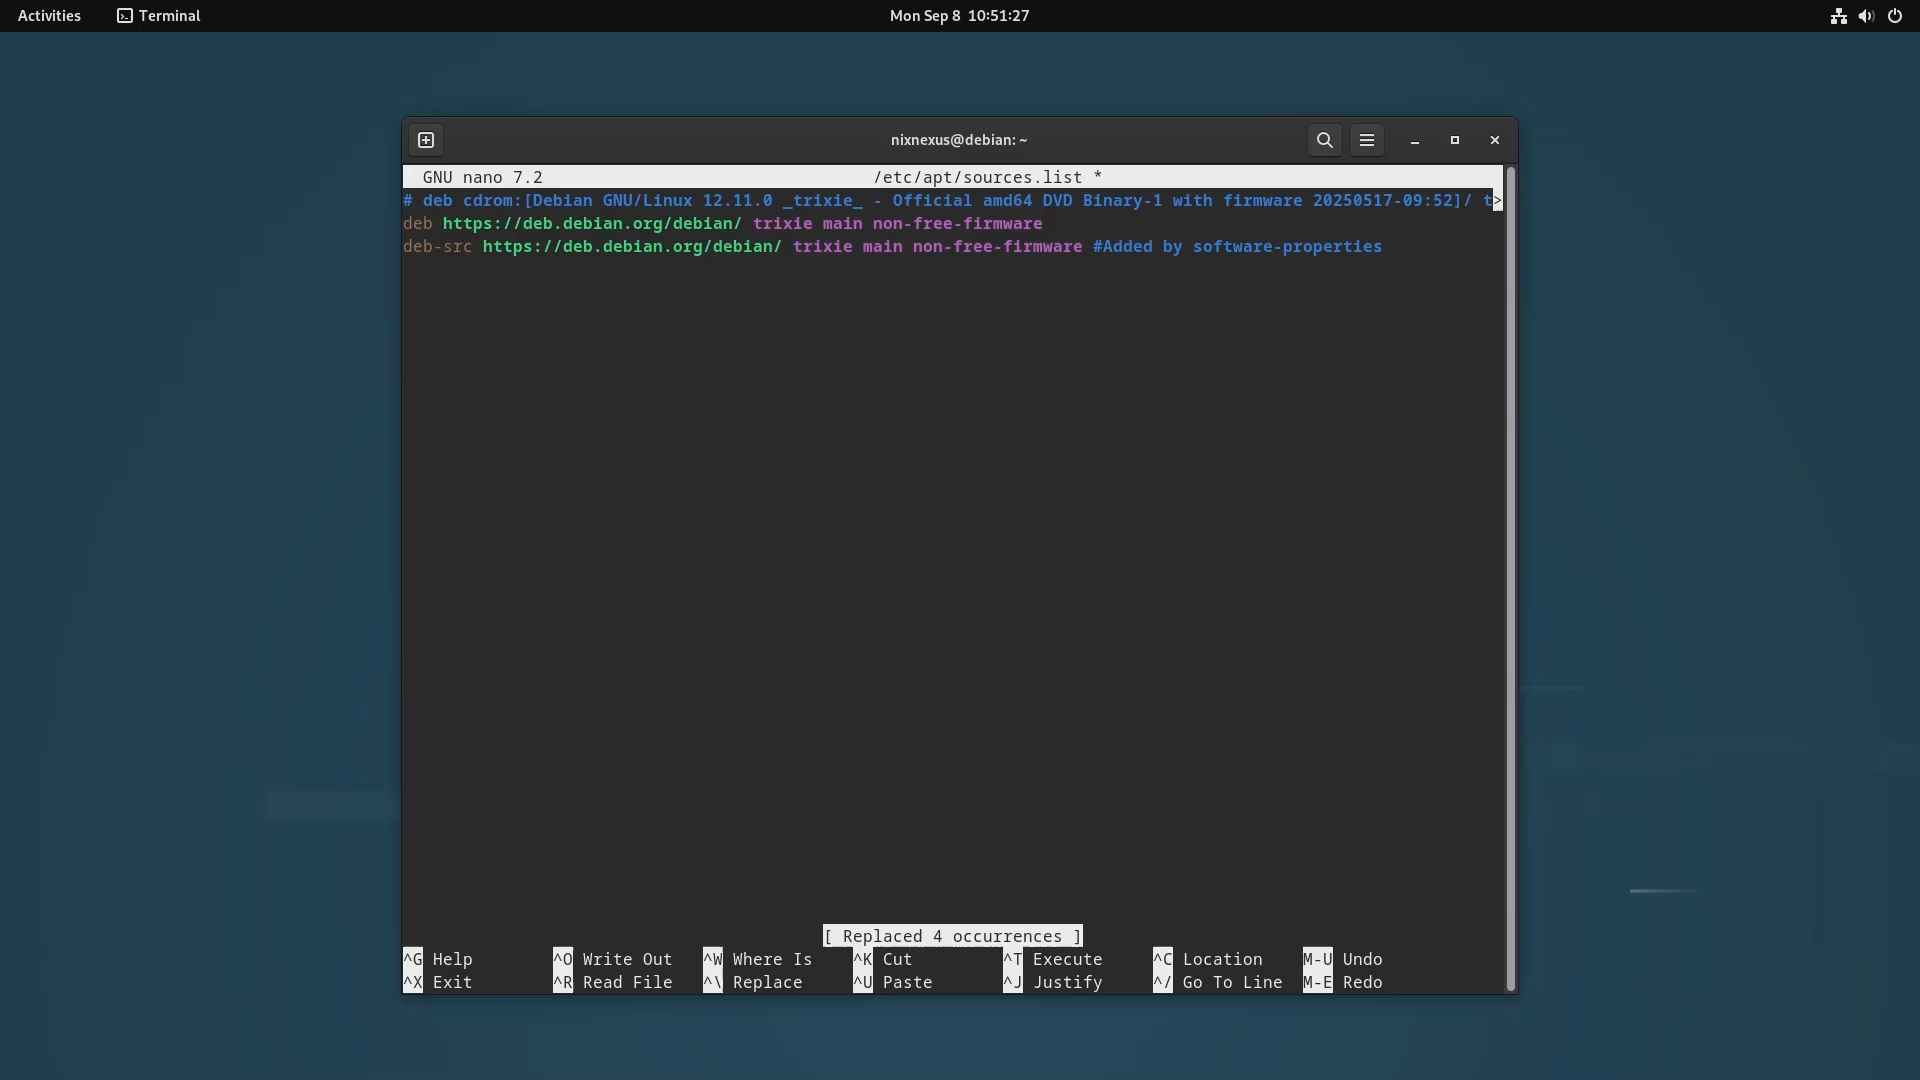 Activities Terminal Mon Sep 8 10:51:27
nixnexus@debian: ~
GNU nano 7.2 /etc/apt/sources.list *
# deb cdrom:[Debian GNU/Linux 12.11.0 _trixie_ - Official amd64 DVD Binary-1 with firmware 20250517-09:52]/ t>
deb https://deb.debian.org/debian/ trixie main non-free-firmware
deb-src https://deb.debian.org/debian/ trixie main non-free-firmware #Added by software-properties
[ Replaced 4 occurrences ]
^G Help ^O Write Out ^W Where Is ^K Cut ^T Execute ^C Location M-U Undo
^X Exit ^R Read File ^\ Replace ^U Paste ^J Justify ^/ Go To Line M-E Redo